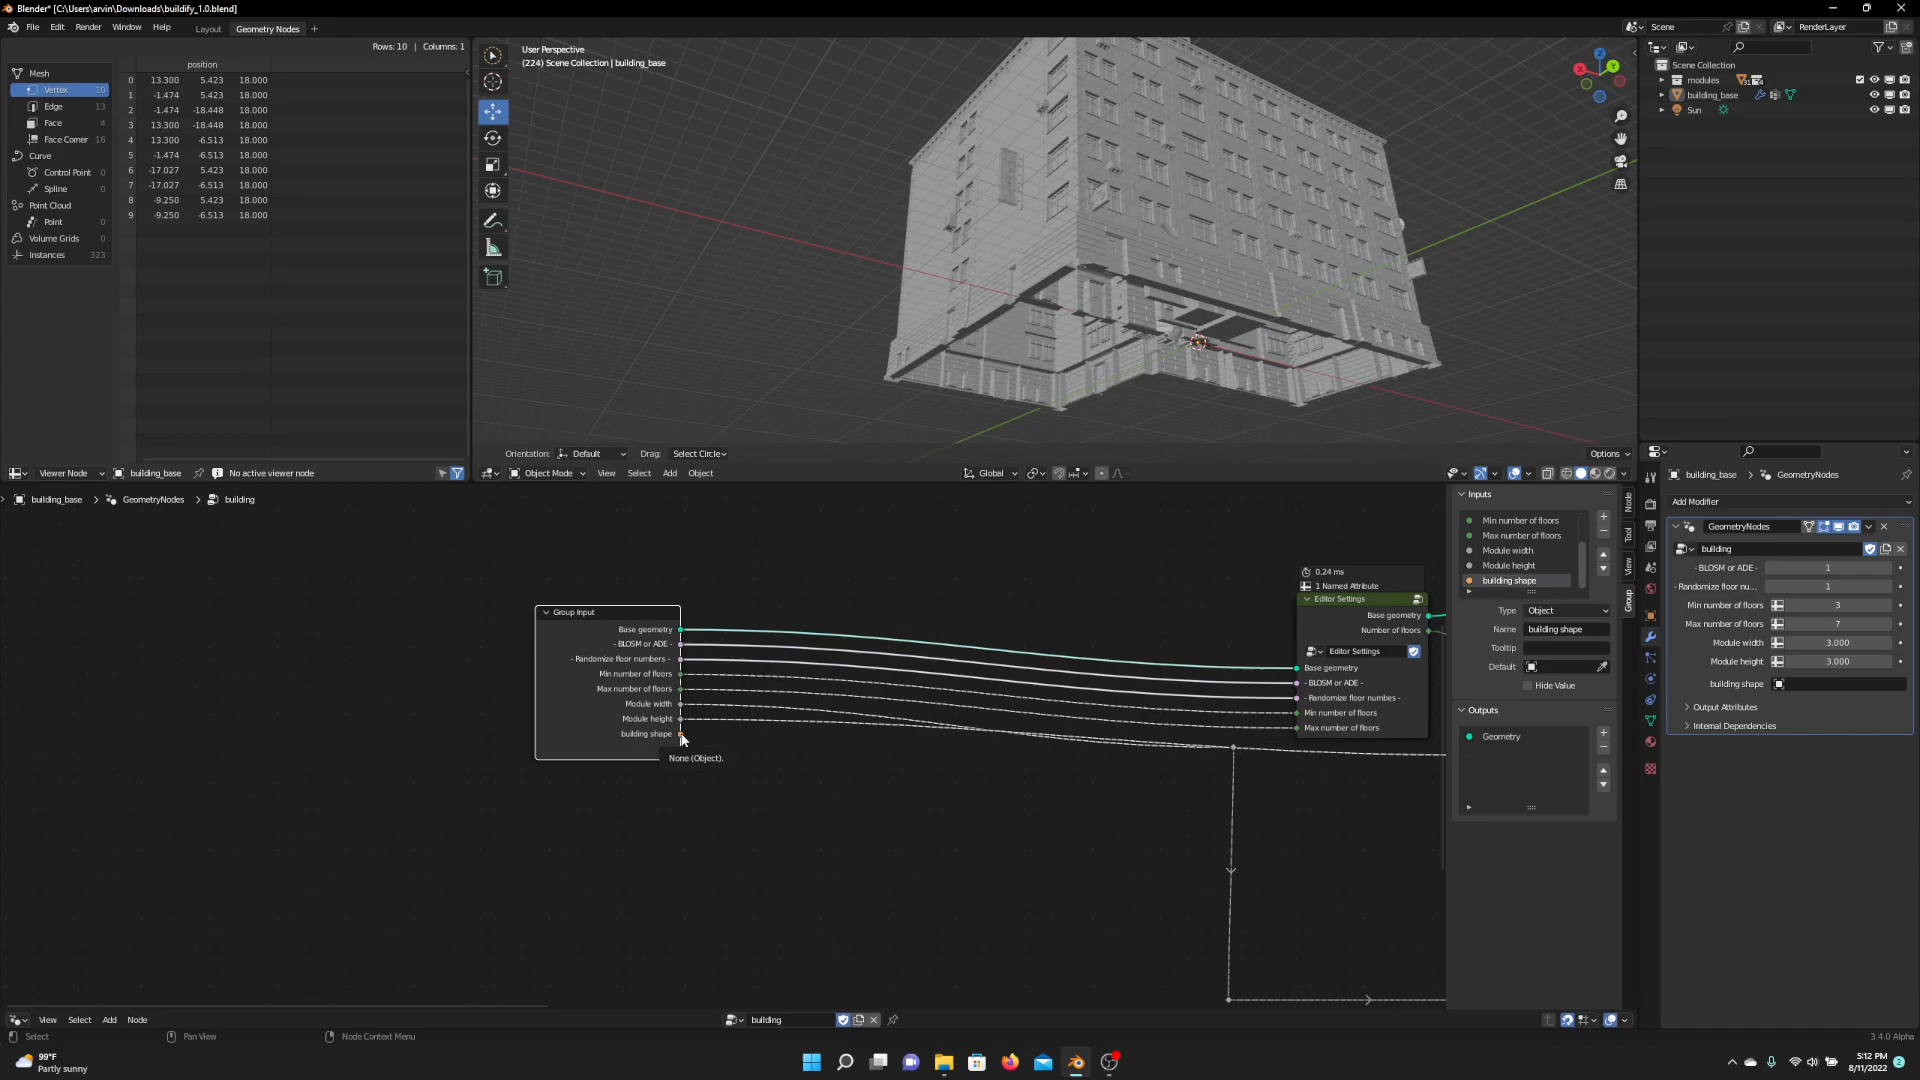 Blender* [C:\Users\arvin\Downloads\buildify_1.0.blend]
File Edit Render Window Help Layout Geometry Nodes + Scene RenderLayer
Rows: 10 | Columns: 1
position
Mesh
Vertex 10
Edge 13
Face 4
Face Corner 16
Curve
Control Point 0
Spline 0
Point Cloud
Point 0
Volume Grids 0
Instances 323
0 13.300 5.423 18.000
1 -1.474 5.423 18.000
2 -1.474 -18.448 18.000
3 13.300 -18.448 18.000
4 13.300 -6.513 18.000
5 -1.474 -6.513 18.000
6 -17.027 5.423 18.000
7 -17.027 -6.513 18.000
8 -9.250 5.423 18.000
9 -9.250 -6.513 18.000
User Perspective
(224) Scene Collection | building_base
X Y Z
Scene Collection
modules
building_base
Sun
Orientation: Default Drag: Select Circle Options
Viewer Node building_base No active viewer node
Object Mode View Select Add Object Global
building_base > GeometryNodes > building
Group Input
Base geometry
- BLOSM or ADE -
- Randomize floor numbers -
Min number of floors
Max number of floors
Module width
Module height
building shape
None (Object).
0.24 ms
1 Named Attribute
Editor Settings
Base geometry
Number of floors
Editor Settings
Base geometry
- BLOSM or ADE -
- Randomize floor numbes -
Min number of floors
Max number of floors
Inputs
Min number of floors
Max number of floors
Module width
Module height
building shape
Type Object
Name building shape
Tooltip
Default
Hide Value
Outputs
Geometry
Node
Tool
View
Group
building_base > GeometryNodes
Add Modifier
GeometryNodes
building
- BLOSM or ADE - 1
- Randomize floor nu... 1
Min number of floors 3
Max number of floors 7
Module width 3.000
Module height 3.000
building shape
Output Attributes
Internal Dependencies
View Select Add Node building
Select Pan View Node Context Menu 3.4.0 Alpha
99°F
Partly sunny
5:12 PM
8/11/2022
2